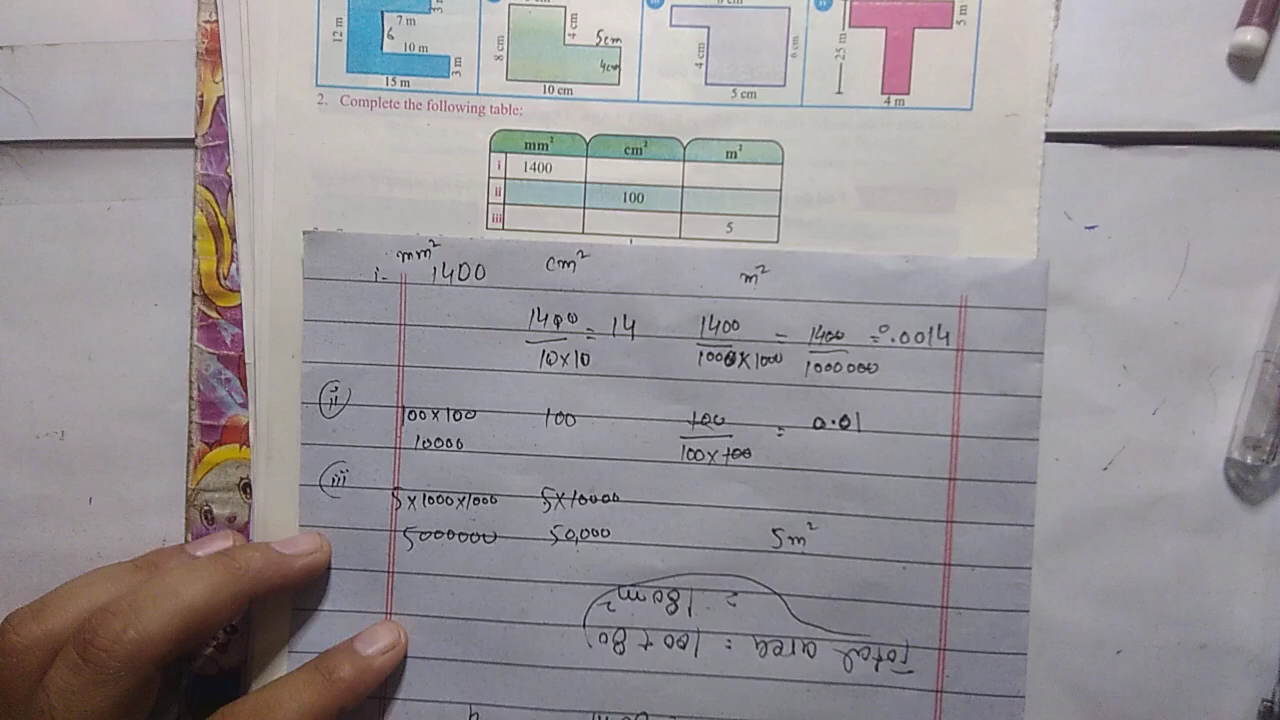 7 m
12 m
6
10 m
3 m
15 m
8 cm
4 cm
5cm
4cm
10 cm
4 cm
6 cm
5 cm
25 m
5 m
4 m
2. Complete the following table:
mm² cm² m²
i 1400
ii 100
iii 5
mm² cm² m²
i- 1400
1400/10×10 = 14 1400/1000×1000 = 1400/1000000 = 0.0014
ii 100×100 100 100/100×100 = 0.01
10000
iii
5×1000×1000 5×10000
5000000 50,000 5m²
Total area = 100+80
= 180m²